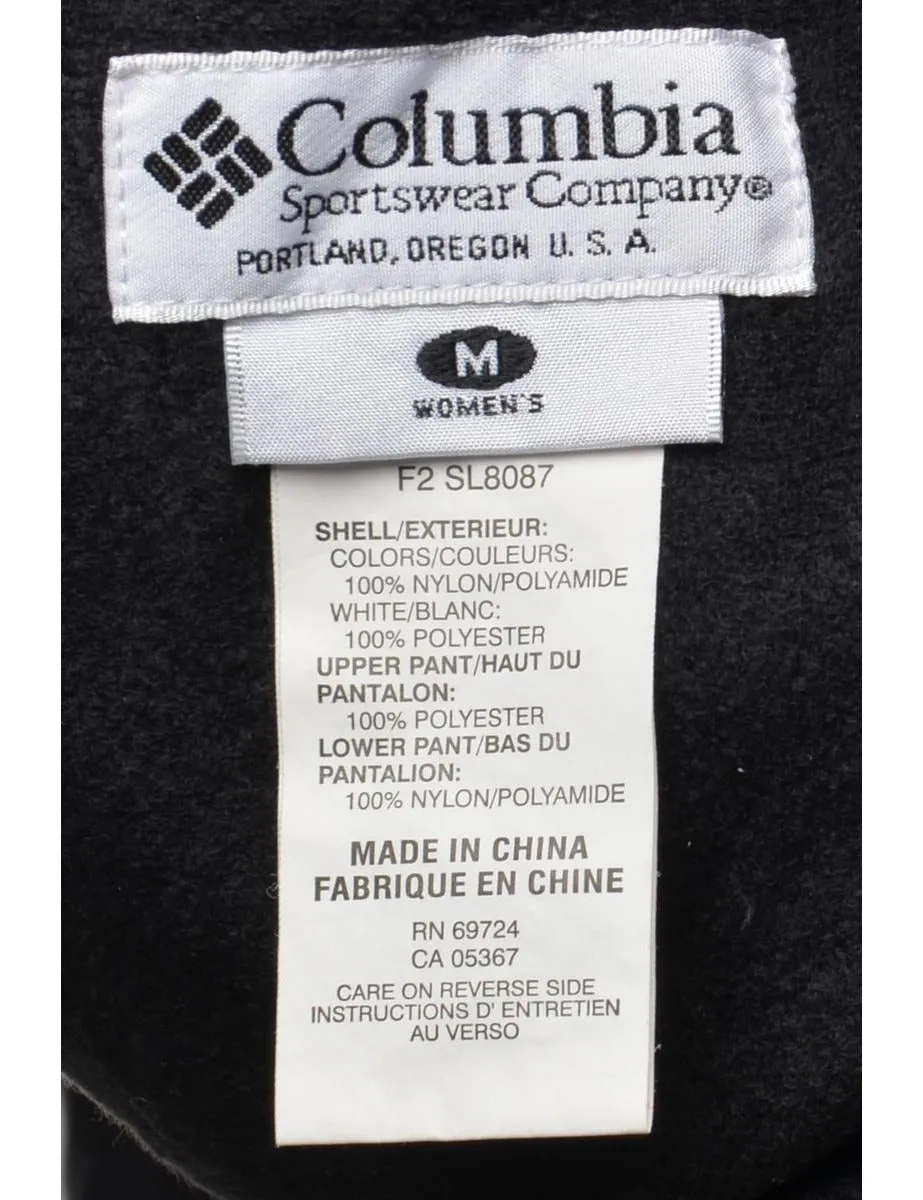 Columbia
Sportswear Company®
PORTLAND, OREGON U. S. A.
M
WOMEN'S
F2 SL8087
SHELL/EXTERIEUR:
COLORS/COULEURS:
100% NYLON/POLYAMIDE
WHITE/BLANC:
100% POLYESTER
UPPER PANT/HAUT DU
PANTALON:
100% POLYESTER
LOWER PANT/BAS DU
PANTALION:
100% NYLON/POLYAMIDE
MADE IN CHINA
FABRIQUE EN CHINE
RN 69724
CA 05367
CARE ON REVERSE SIDE
INSTRUCTIONS D' ENTRETIEN
AU VERSO